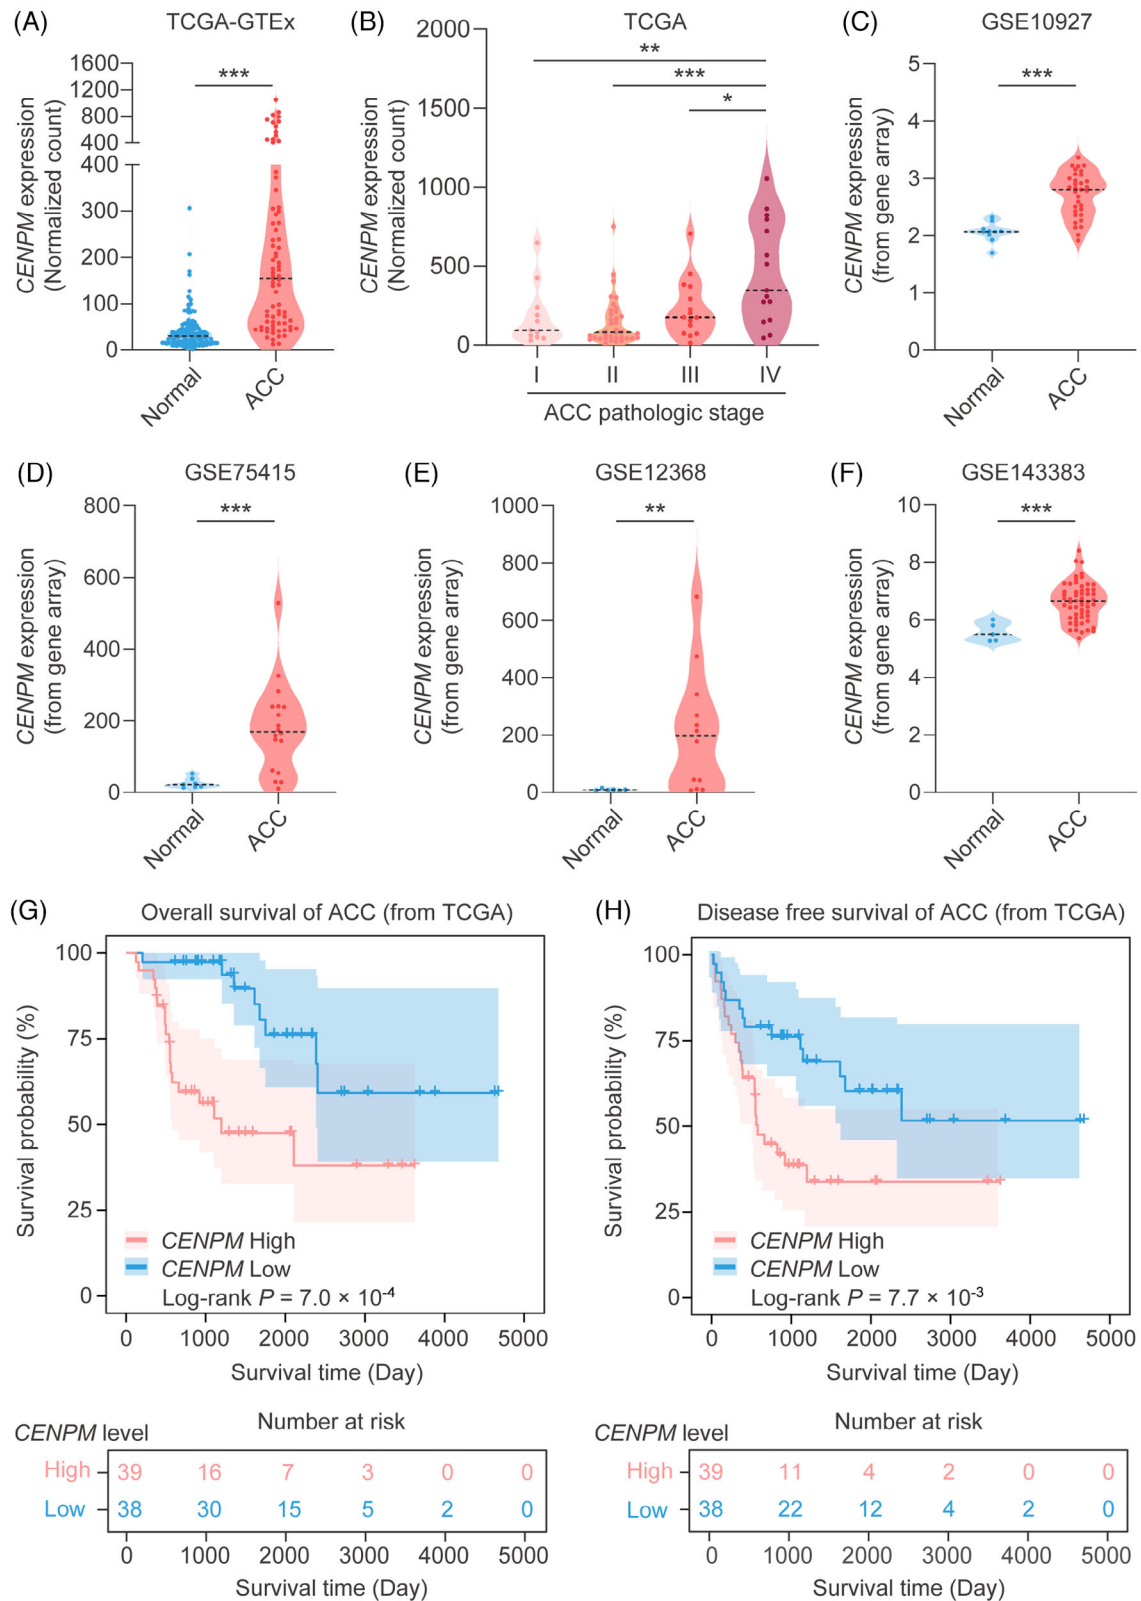 (A) TCGA-GTEx
CENPM expression
(Normalized count)
1600
1200
800
400
400
300
200
100
0
***
Normal
ACC
(B) TCGA
CENPM expression
(Normalized count)
2000
1500
1000
500
0
**
***
*
I II III IV
ACC pathologic stage
(C) GSE10927
CENPM expression
(from gene array)
5
4
3
2
1
0
***
Normal
ACC
(D) GSE75415
CENPM expression
(from gene array)
800
600
400
200
0
***
Normal
ACC
(E) GSE12368
CENPM expression
(from gene array)
1000
800
600
400
200
0
**
Normal
ACC
(F) GSE143383
CENPM expression
(from gene array)
10
8
6
4
2
0
***
Normal
ACC
(G) Overall survival of ACC (from TCGA)
Survival probability (%)
100
75
50
25
0
CENPM High
CENPM Low
Log-rank P = 7.0 × 10⁻⁴
0 1000 2000 3000 4000 5000
Survival time (Day)
Number at risk
CENPM level
High 39 16 7 3 0 0
Low 38 30 15 5 2 0
0 1000 2000 3000 4000 5000
Survival time (Day)
(H) Disease free survival of ACC (from TCGA)
Survival probability (%)
100
75
50
25
0
CENPM High
CENPM Low
Log-rank P = 7.7 × 10⁻³
0 1000 2000 3000 4000 5000
Survival time (Day)
Number at risk
CENPM level
High 39 11 4 2 0 0
Low 38 22 12 4 2 0
0 1000 2000 3000 4000 5000
Survival time (Day)